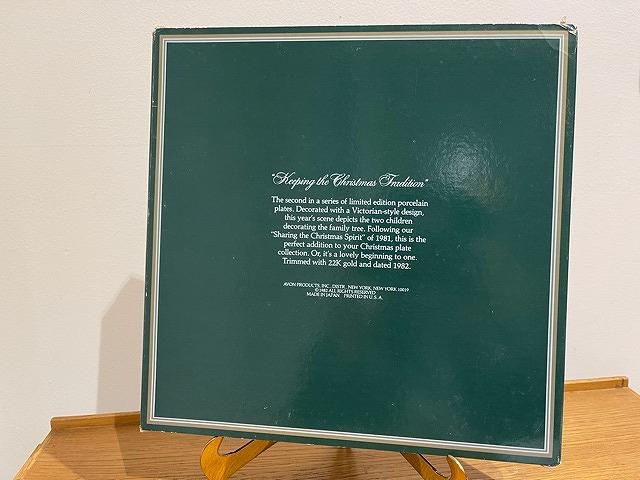 "Keeping the Christmas Tradition"
The second in a series of limited edition porcelain
plates. Decorated with a Victorian-style design,
this year's scene depicts the two children
decorating the family tree. Following our
"Sharing the Christmas Spirit" of 1981, this is the
perfect addition to your Christmas plate
collection. Or, it's a lovely beginning to one.
Trimmed with 22K gold and dated 1982.
AVON PRODUCTS, INC., DISTR., NEW YORK, NEW YORK 10019
© 1982 ALL RIGHTS RESERVED
MADE IN JAPAN PRINTED IN U.S.A.